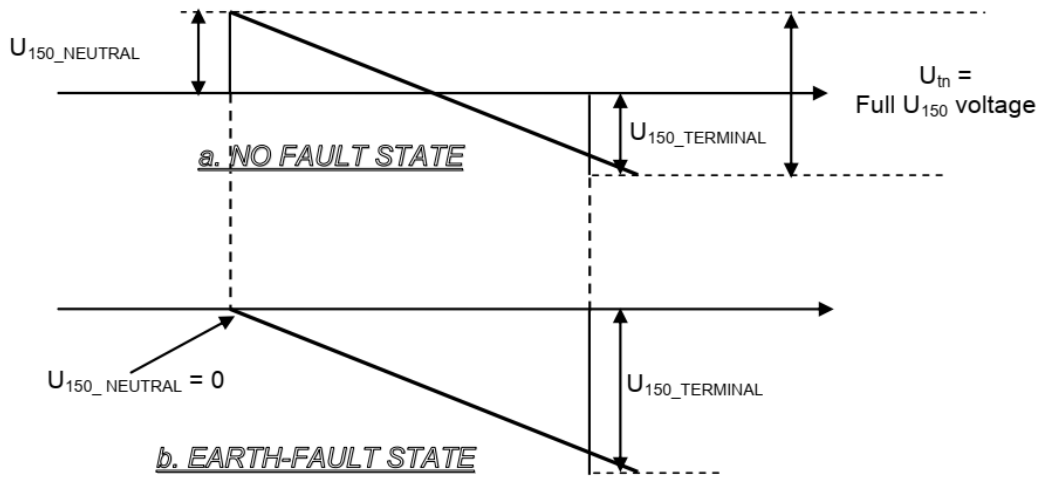 U150_NEUTRAL
Utn =
Full U150 voltage
U150_TERMINAL
a. NO FAULT STATE
U150_ NEUTRAL = 0
U150_TERMINAL
b. EARTH-FAULT STATE